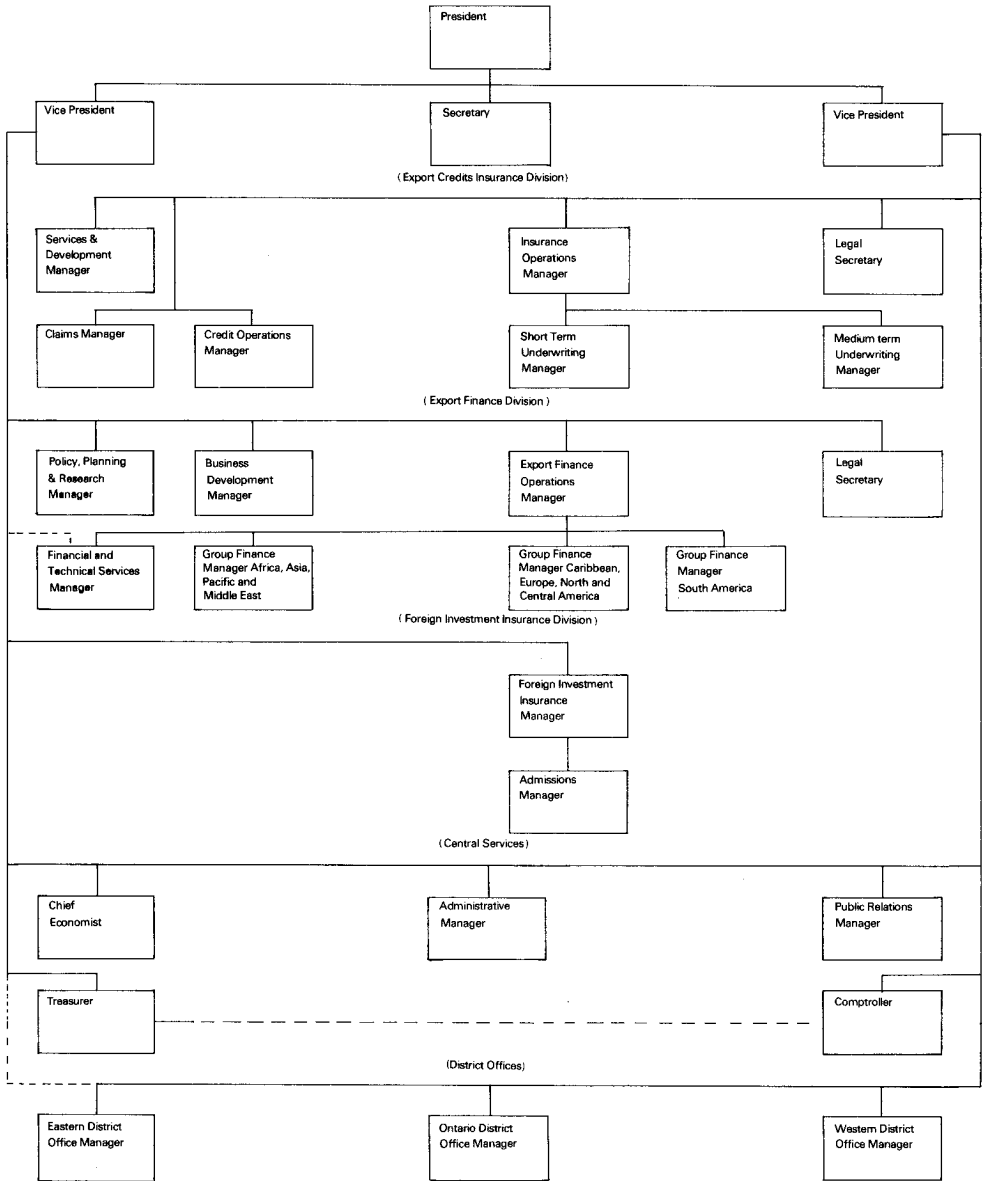 President
Vice President
Secretary
Vice President
( Export Credits Insurance Division)
Services &
Development
Manager
Insurance
Operations
Manager
Legal
Secretary
Claims Manager
Credit Operations
Manager
Short Term
Underwriting
Manager
Medium term
Underwriting
Manager
( Export Finance Division )
Policy, Planning
& Research
Manager
Business
Development
Manager
Export Finance
Operations
Manager
Legal
Secretary
Financial and
Technical Services
Manager
Group Finance
Manager Africa, Asia,
Pacific and
Middle East
Group Finance
Manager Caribbean,
Europe, North and
Central America
Group Finance
Manager
South America
( Foreign Investment Insurance Division )
Foreign Investment
Insurance
Manager
Admissions
Manager
(Central Services)
Chief
Economist
Administrative
Manager
Public Relations
Manager
Treasurer
Comptroller
(District Offices)
Eastern District
Office Manager
Ontario District
Office Manager
Western District
Office Manager